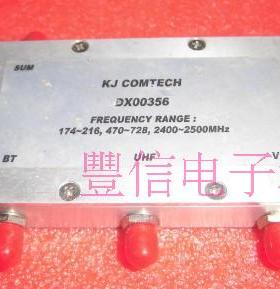 SUM
KJ COMTECH
DX00356
FREQUENCY RANGE :
174~216, 470~728, 2400~2500MHz
BT UHF V
豐信电子